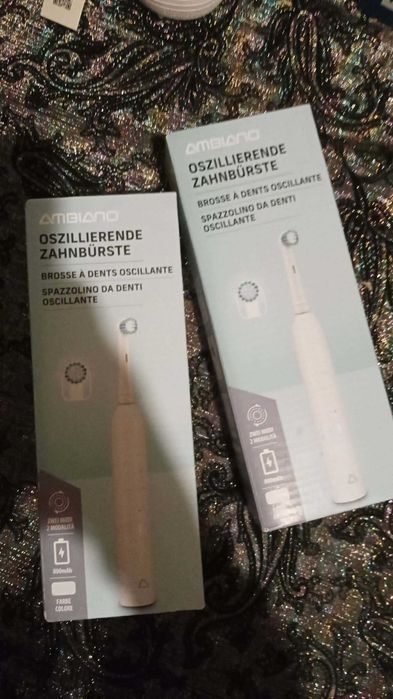 AMBIANO
OSZILLIERENDE
ZAHNBÜRSTE
BROSSE À DENTS OSCILLANTE
SPAZZOLINO DA DENTI
OSCILLANTE
ZWEI MODI
2 MODALITÀ
800mAh
FARBE
COLORE
AMBIANO
OSZILLIERENDE
ZAHNBÜRSTE
BROSSE À DENTS OSCILLANTE
SPAZZOLINO DA DENTI
OSCILLANTE
ZWEI MODI
2 MODALITÀ
800mAh